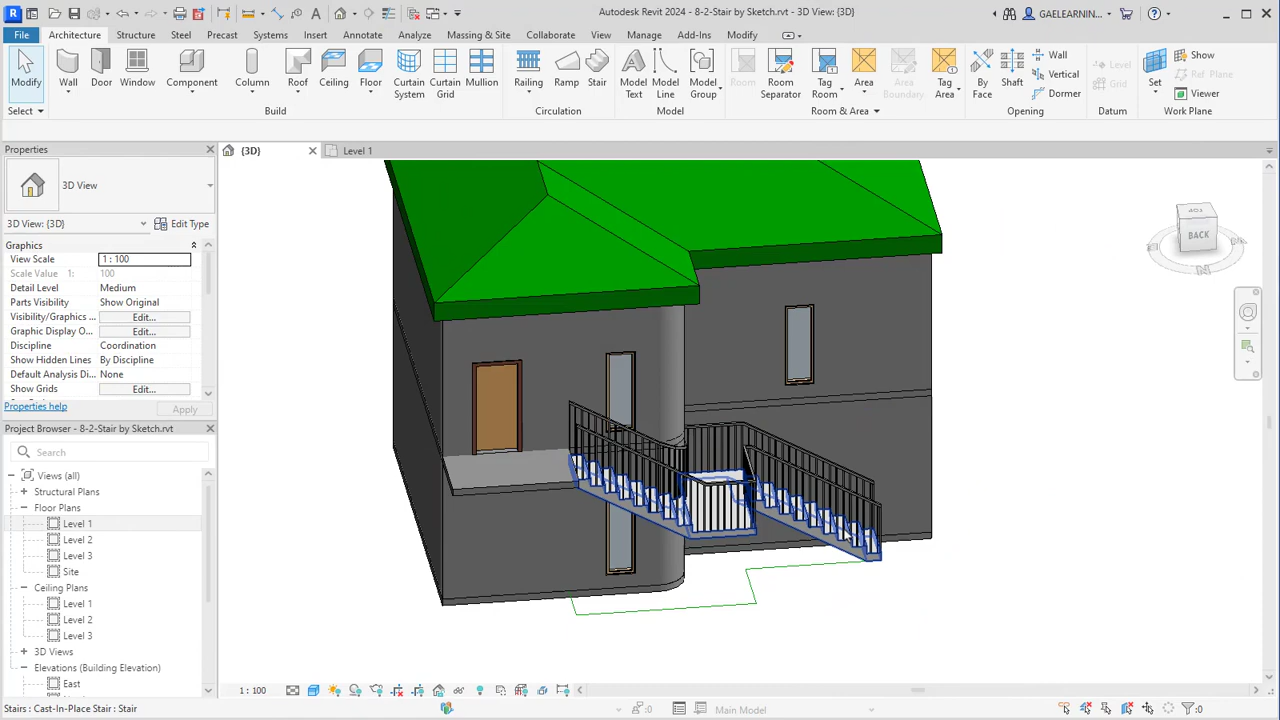 Autodesk Revit 2024 - 8-2-Stair by Sketch.rvt - 3D View: {3D}
GAELEARNIN...
File Architecture Structure Steel Precast Systems Insert Annotate Analyze Massing & Site Collaborate View Manage Add-Ins Modify
Modify Wall Door Window Component Column Roof Ceiling Floor Curtain System Curtain Grid Mullion Railing Ramp Stair Model Text Model Line Model Group Room Room Separator Tag Room Area Area Boundary Tag Area By Face Shaft Wall Vertical Dormer Level Grid Set Show Ref Plane Viewer
Select Build Circulation Model Room & Area Opening Datum Work Plane
Properties
{3D}
Level 1
3D View
3D View: {3D} Edit Type
Graphics
View Scale 1 : 100
Scale Value 1: 100
Detail Level Medium
Parts Visibility Show Original
Visibility/Graphics ... Edit...
Graphic Display O... Edit...
Discipline Coordination
Show Hidden Lines By Discipline
Default Analysis Di... None
Show Grids Edit...
Properties help Apply
Project Browser - 8-2-Stair by Sketch.rvt
Search
Views (all)
Structural Plans
Floor Plans
Level 1
Level 2
Level 3
Site
Ceiling Plans
Level 1
Level 2
Level 3
3D Views
Elevations (Building Elevation)
East
TOP
BACK
N
1 : 100
Stairs : Cast-In-Place Stair : Stair
:0
Main Model
:0